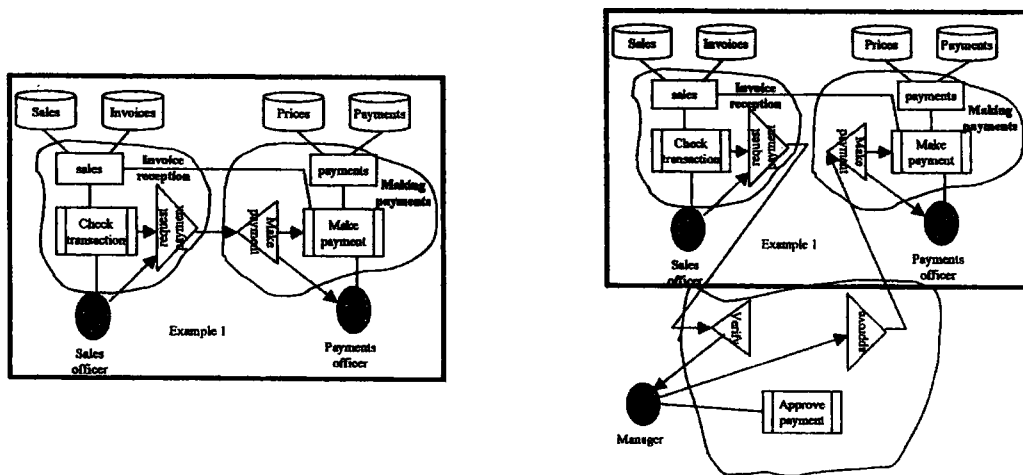 Sales
Invoices
Prices
Payments
sales
Invoice
reception
payments
Making
payments
Check
transaction
payment
request
Make
payment
Make
payment
Example 1
Sales
officer
Payments
officer
Sales
Invoices
Prices
Payments
sales
Invoice
reception
payments
Making
payments
Check
transaction
payment
request
Make
payment
Make
payment
Example 1
Sales
officer
Payments
officer
Verify
approve
Approve
payment
Manager